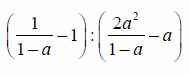 (1/(1−a) − 1) : (2a²/(1−a) − a)